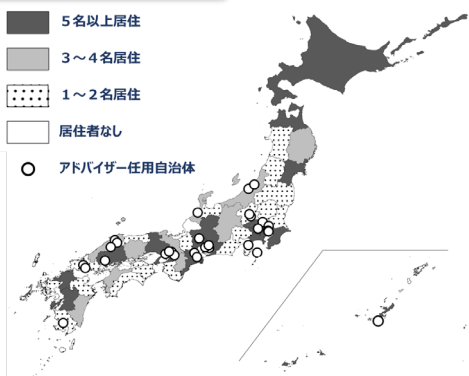 ５名以上居住
３～４名居住
１～２名居住
居住者なし
アドバイザー任用自治体